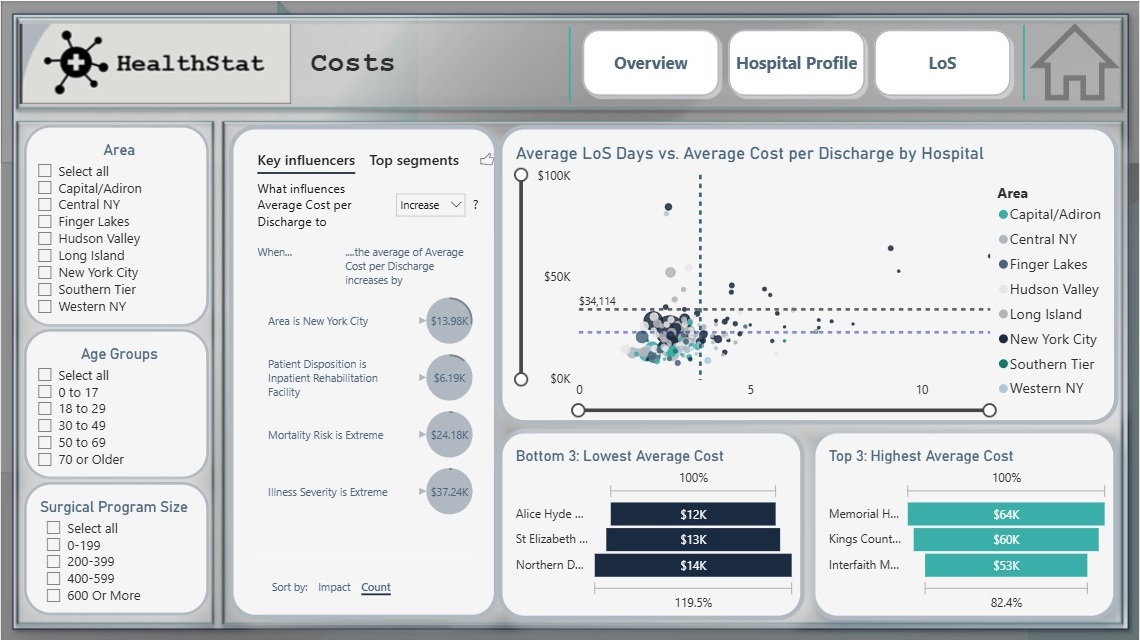 HealthStat
Costs
Overview
Hospital Profile
LoS
Area
Select all
Capital/Adiron
Central NY
Finger Lakes
Hudson Valley
Long Island
New York City
Southern Tier
Western NY
Age Groups
Select all
0 to 17
18 to 29
30 to 49
50 to 69
70 or Older
Surgical Program Size
Select all
0-199
200-399
400-599
600 Or More
Key influencers
Top segments
What influences
Average Cost per
Discharge to
Increase
?
When...
....the average of Average
Cost per Discharge
increases by
Area is New York City
$13.98K
Patient Disposition is
Inpatient Rehabilitation
Facility
$6.19K
Mortality Risk is Extreme
$24.18K
Illness Severity is Extreme
$37.24K
Sort by:
Impact
Count
Average LoS Days vs. Average Cost per Discharge by Hospital
$100K
$50K
$0K
$34,114
0
5
10
Area
Capital/Adiron
Central NY
Finger Lakes
Hudson Valley
Long Island
New York City
Southern Tier
Western NY
Bottom 3: Lowest Average Cost
100%
Alice Hyde ...
$12K
St Elizabeth ...
$13K
Northern D...
$14K
119.5%
Top 3: Highest Average Cost
100%
Memorial H...
$64K
Kings Count...
$60K
Interfaith M...
$53K
82.4%